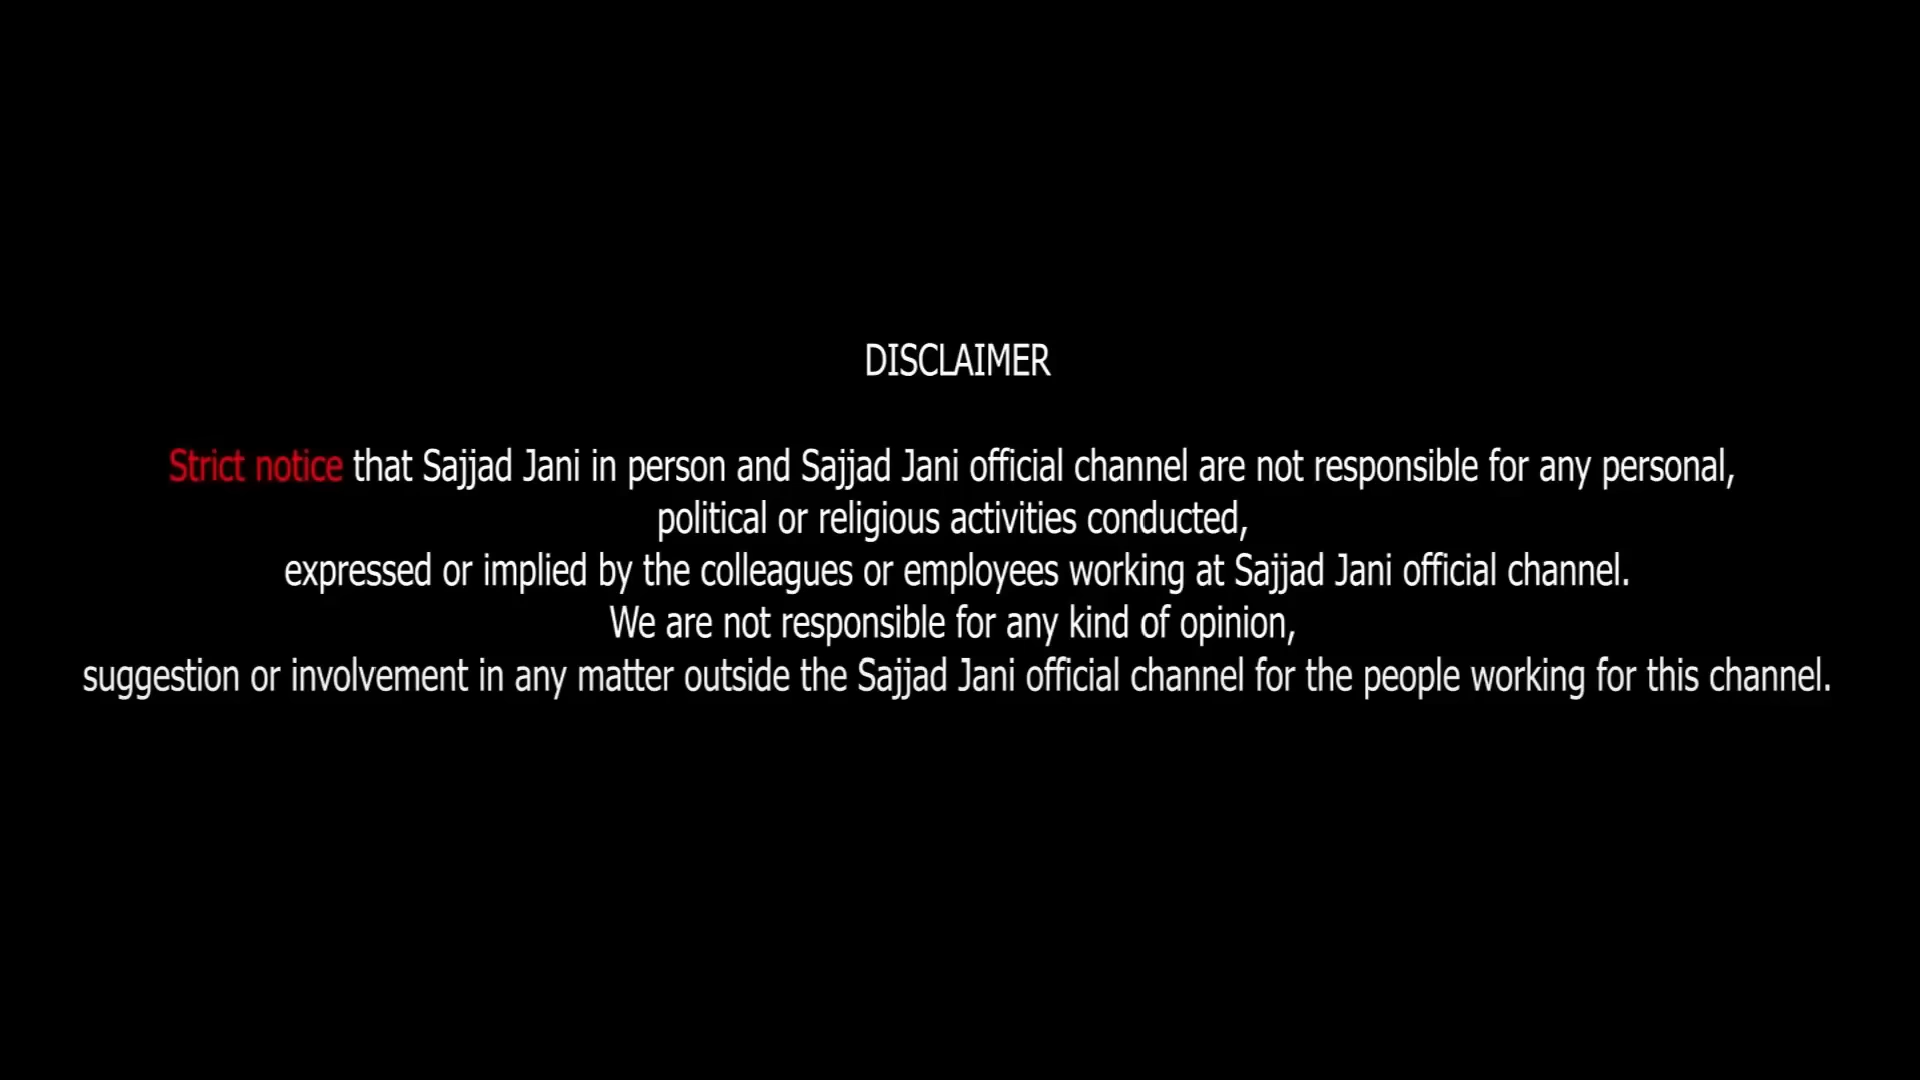 DISCLAIMER
Strict notice that Sajjad Jani in person and Sajjad Jani official channel are not responsible for any personal,
political or religious activities conducted,
expressed or implied by the colleagues or employees working at Sajjad Jani official channel.
We are not responsible for any kind of opinion,
suggestion or involvement in any matter outside the Sajjad Jani official channel for the people working for this channel.